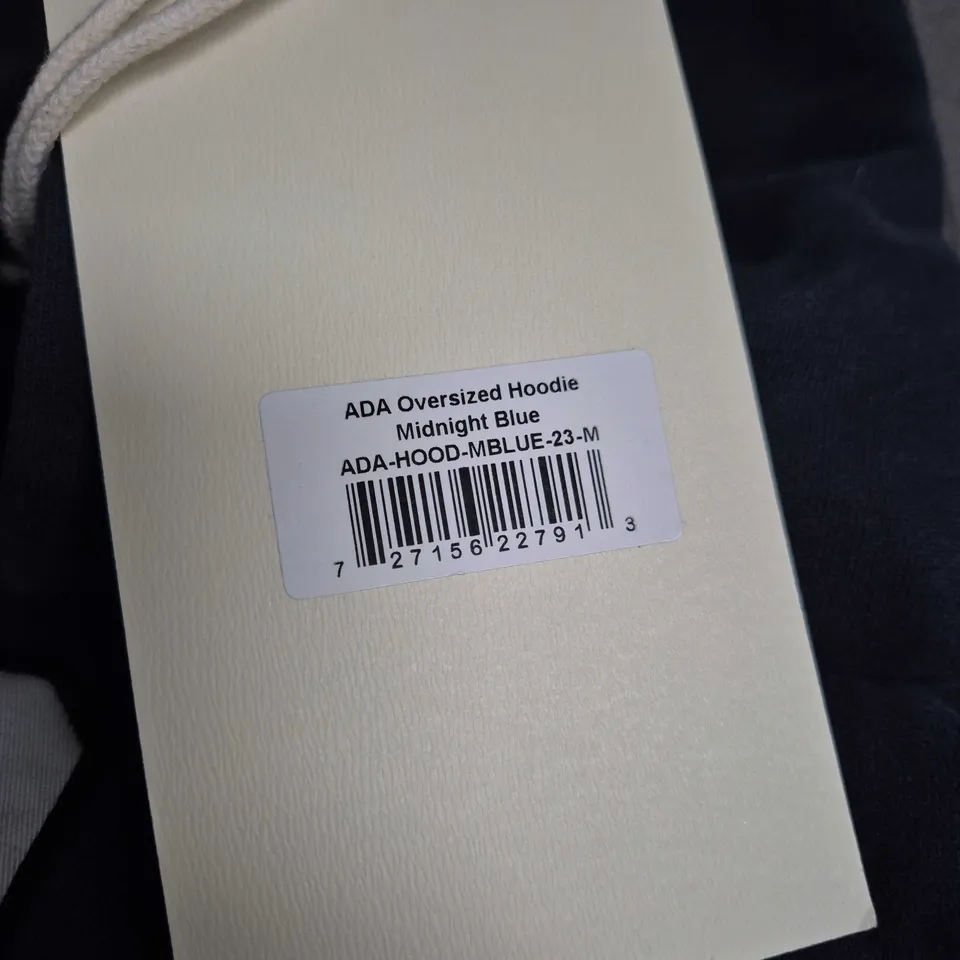 ADA Oversized Hoodie
Midnight Blue
ADA-HOOD-MBLUE-23-M
7 27156 22791 3